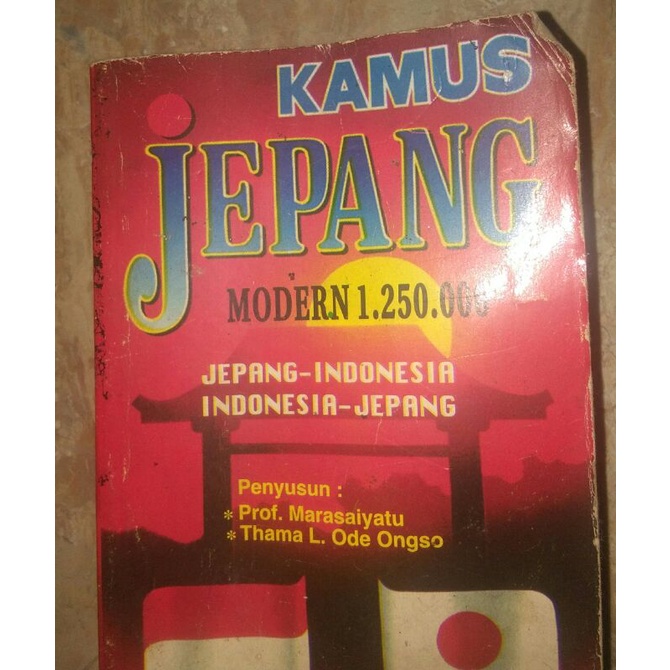 KAMUS
JEPANG
MODERN 1.250.000
JEPANG-INDONESIA
INDONESIA-JEPANG
Penyusun :
* Prof. Marasaiyatu
* Thama L. Ode Ongso